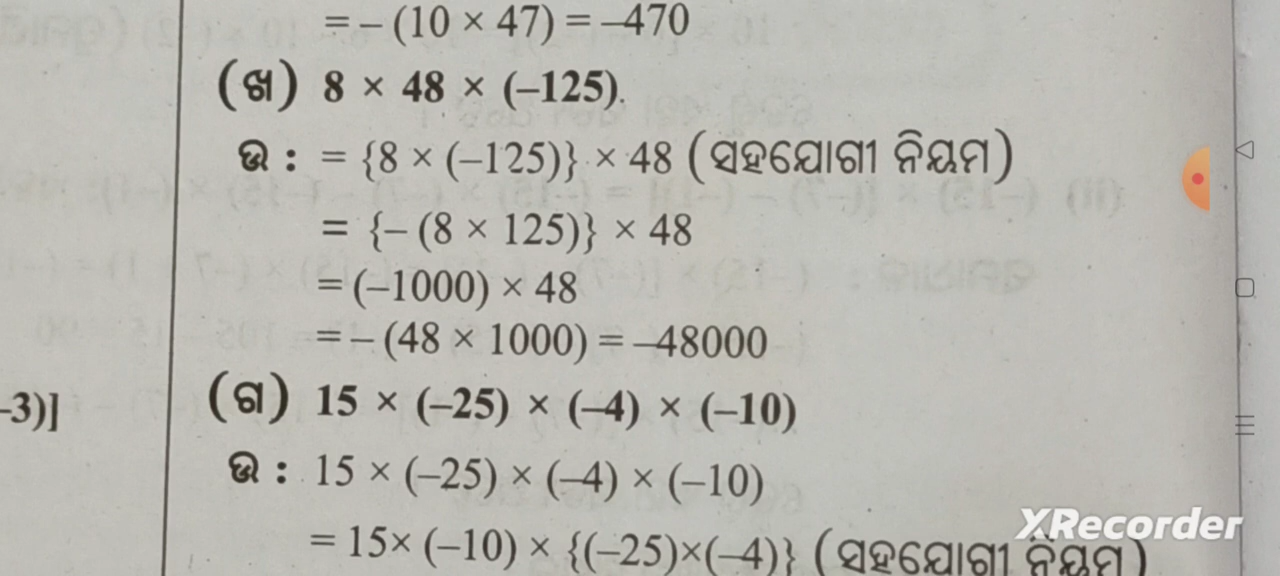 = – (10 × 47) = –470
(ଖ) 8 × 48 × (–125).
ଉ : = {8 × (–125)} × 48 (ସହଯୋଗୀ ନିୟମ)
= {– (8 × 125)} × 48
= (–1000) × 48
= – (48 × 1000) = –48000
–3)]
(ଗ) 15 × (–25) × (–4) × (–10)
ଉ : 15 × (–25) × (–4) × (–10)
= 15× (–10) × {(–25)×(–4)} (ସହଯୋଗୀ ନିୟମ)
XRecorder